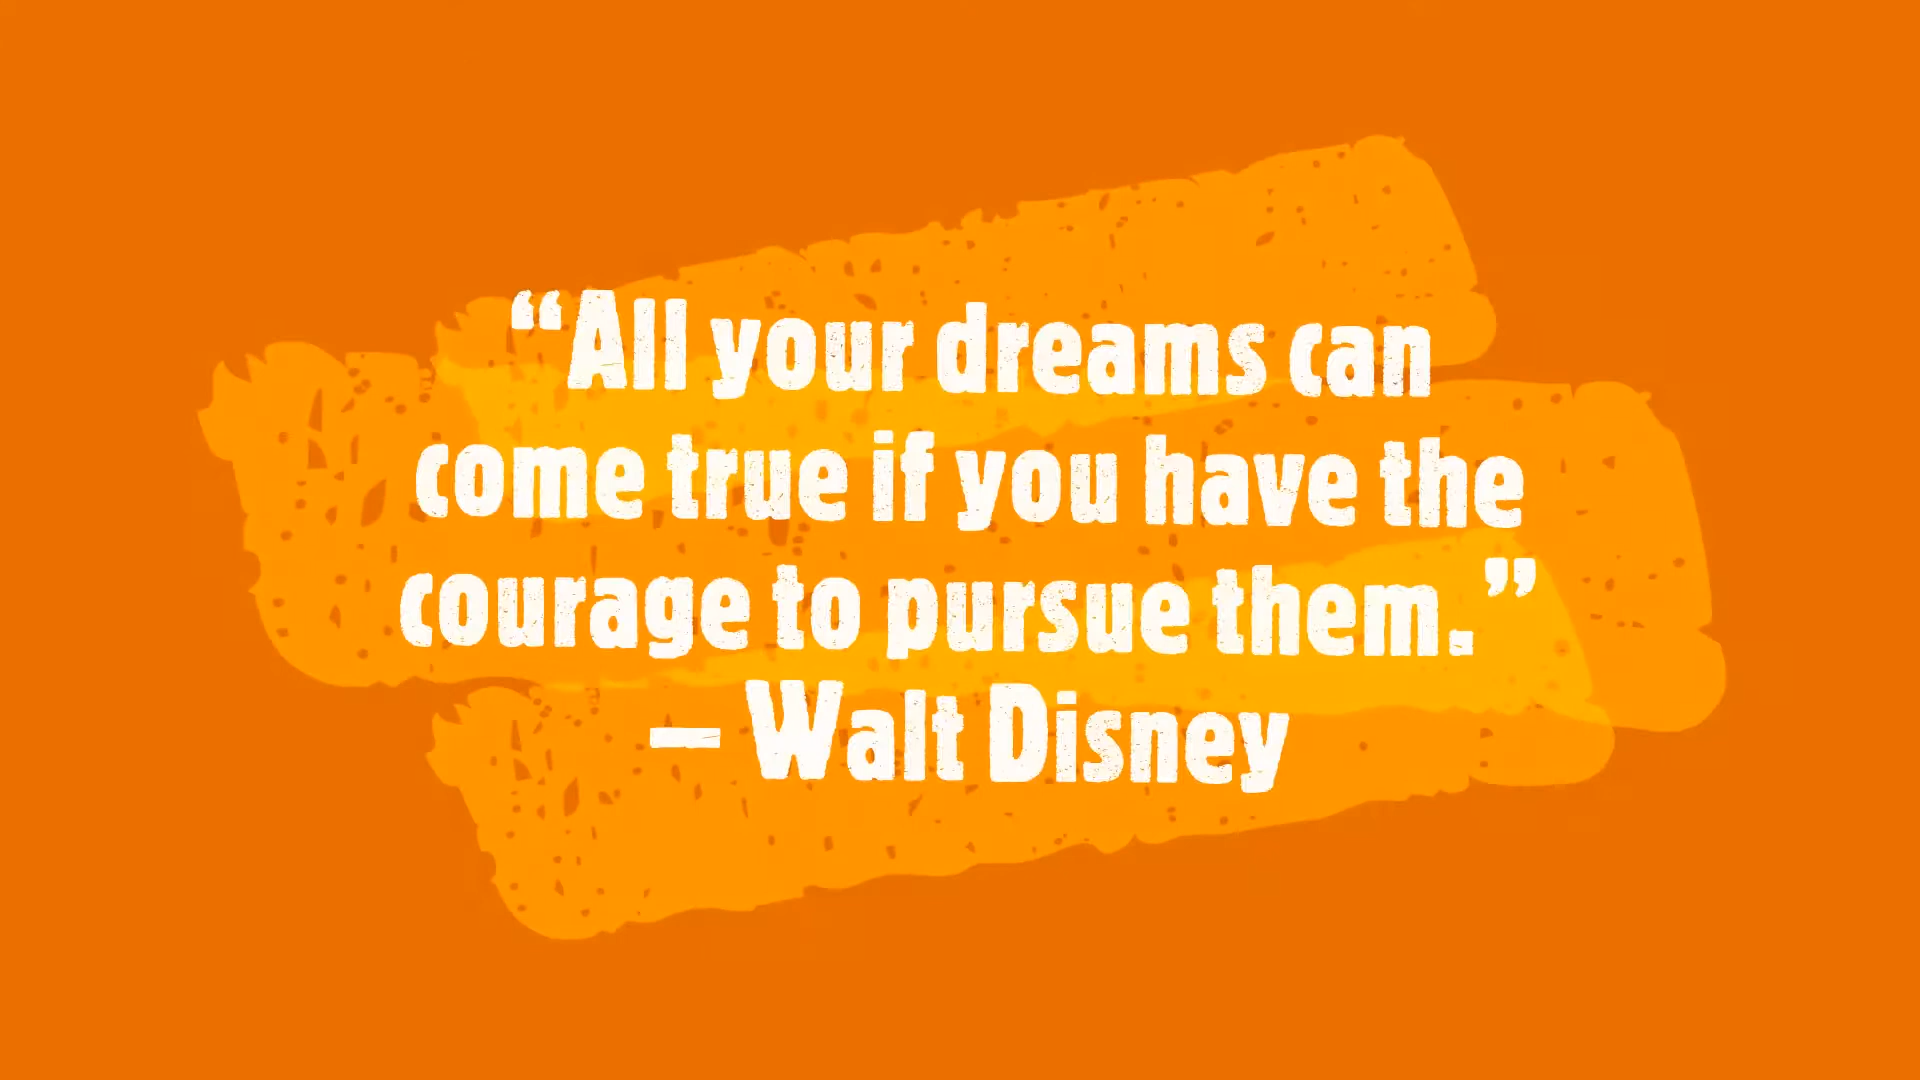 “All your dreams can
come true if you have the
courage to pursue them.”
– Walt Disney